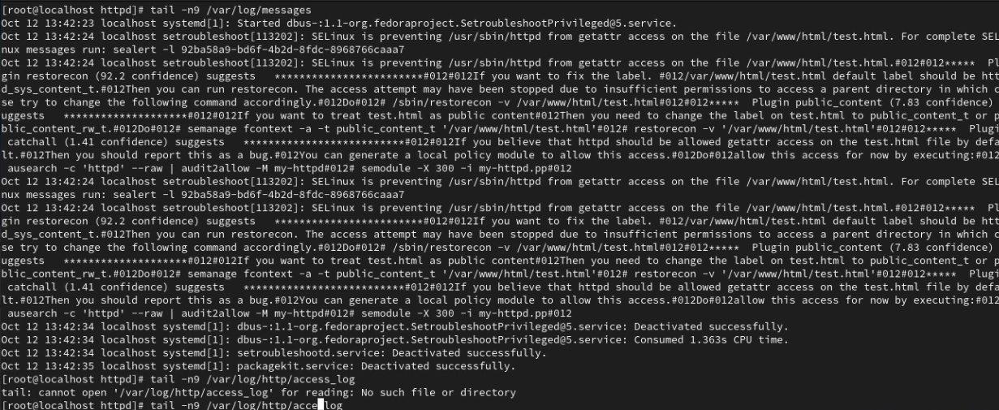 [root@localhost httpd]# tail -n9 /var/log/messages
Oct 12 13:42:23 localhost systemd[1]: Started dbus-:1.1-org.fedoraproject.SetroubleshootPrivileged@5.service.
Oct 12 13:42:24 localhost setroubleshoot[113202]: SELinux is preventing /usr/sbin/httpd from getattr access on the file /var/www/html/test.html. For complete SEL
nux messages run: sealert -l 92ba58a9-bd6f-4b2d-8fdc-8968766caaa7
Oct 12 13:42:24 localhost setroubleshoot[113202]: SELinux is preventing /usr/sbin/httpd from getattr access on the file /var/www/html/test.html.#012#012***** Pl
gin restorecon (92.2 confidence) suggests ************************#012#012If you want to fix the label. #012/var/www/html/test.html default label should be htt
d_sys_content_t.#012Then you can run restorecon. The access attempt may have been stopped due to insufficient permissions to access a parent directory in which c
se try to change the following command accordingly.#012Do#012# /sbin/restorecon -v /var/www/html/test.html#012#012***** Plugin public_content (7.83 confidence)
uggests ********************#012#012If you want to treat test.html as public content#012Then you need to change the label on test.html to public_content_t or p
blic_content_rw_t.#012Do#012# semanage fcontext -a -t public_content_t '/var/www/html/test.html'#012# restorecon -v '/var/www/html/test.html'#012#012***** Plugi
catchall (1.41 confidence) suggests **************************#012#012If you believe that httpd should be allowed getattr access on the test.html file by defa
lt.#012Then you should report this as a bug.#012You can generate a local policy module to allow this access.#012Do#012allow this access for now by executing:#012
ausearch -c 'httpd' --raw | audit2allow -M my-httpd#012# semodule -X 300 -i my-httpd.pp#012
Oct 12 13:42:24 localhost setroubleshoot[113202]: SELinux is preventing /usr/sbin/httpd from getattr access on the file /var/www/html/test.html. For complete SEL
nux messages run: sealert -l 92ba58a9-bd6f-4b2d-8fdc-8968766caaa7
Oct 12 13:42:24 localhost setroubleshoot[113202]: SELinux is preventing /usr/sbin/httpd from getattr access on the file /var/www/html/test.html.#012#012***** Pl
gin restorecon (92.2 confidence) suggests ************************#012#012If you want to fix the label. #012/var/www/html/test.html default label should be htt
d_sys_content_t.#012Then you can run restorecon. The access attempt may have been stopped due to insufficient permissions to access a parent directory in which c
se try to change the following command accordingly.#012Do#012# /sbin/restorecon -v /var/www/html/test.html#012#012***** Plugin public_content (7.83 confidence)
uggests ********************#012#012If you want to treat test.html as public content#012Then you need to change the label on test.html to public_content_t or p
blic_content_rw_t.#012Do#012# semanage fcontext -a -t public_content_t '/var/www/html/test.html'#012# restorecon -v '/var/www/html/test.html'#012#012***** Plugi
catchall (1.41 confidence) suggests **************************#012#012If you believe that httpd should be allowed getattr access on the test.html file by defa
lt.#012Then you should report this as a bug.#012You can generate a local policy module to allow this access.#012Do#012allow this access for now by executing:#012
ausearch -c 'httpd' --raw | audit2allow -M my-httpd#012# semodule -X 300 -i my-httpd.pp#012
Oct 12 13:42:34 localhost systemd[1]: dbus-:1.1-org.fedoraproject.SetroubleshootPrivileged@5.service: Deactivated successfully.
Oct 12 13:42:34 localhost systemd[1]: dbus-:1.1-org.fedoraproject.SetroubleshootPrivileged@5.service: Consumed 1.363s CPU time.
Oct 12 13:42:34 localhost systemd[1]: setroubleshootd.service: Deactivated successfully.
Oct 12 13:42:35 localhost systemd[1]: packagekit.service: Deactivated successfully.
[root@localhost httpd]# tail -n9 /var/log/http/access_log
tail: cannot open '/var/log/http/access_log' for reading: No such file or directory
[root@localhost httpd]# tail -n9 /var/log/http/acce log